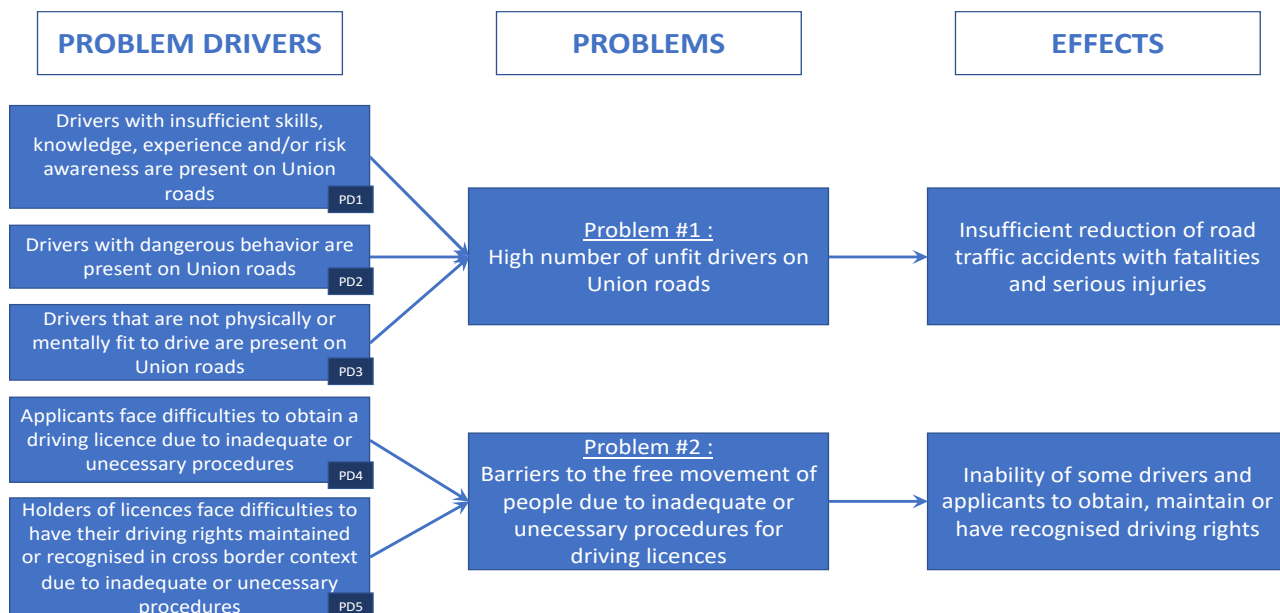 PROBLEM DRIVERS
PROBLEMS
EFFECTS
Drivers with insufficient skills,
knowledge, experience and/or risk
awareness are present on Union
roads
PD1
Drivers with dangerous behavior are
present on Union roads
PD2
Drivers that are not physically or
mentally fit to drive are present on
Union roads
PD3
Applicants face difficulties to obtain a
driving licence due to inadequate or
unecessary procedures
PD4
Holders of licences face difficulties to
have their driving rights maintained
or recognised in cross border context
due to inadequate or unecessary
procedures
PD5
Problem #1 :
High number of unfit drivers on
Union roads
Problem #2 :
Barriers to the free movement of
people due to inadequate or
unecessary procedures for
driving licences
Insufficient reduction of road
traffic accidents with fatalities
and serious injuries
Inability of some drivers and
applicants to obtain, maintain or
have recognised driving rights